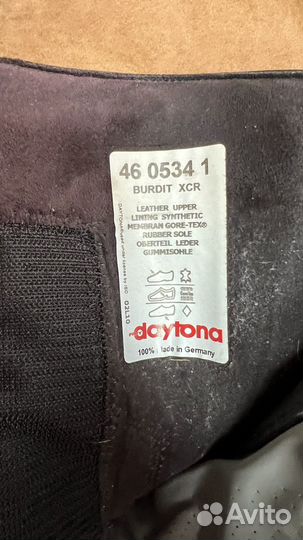 46 0534 1
BURDIT XCR
LEATHER UPPER
LINING SYNTHETIC
MEMBRAN GORE-TEX®
RUBBER SOLE
OBERTEIL LEDER
GUMMISOHLE
daytona
100% Made in Germany
02L10
Avito